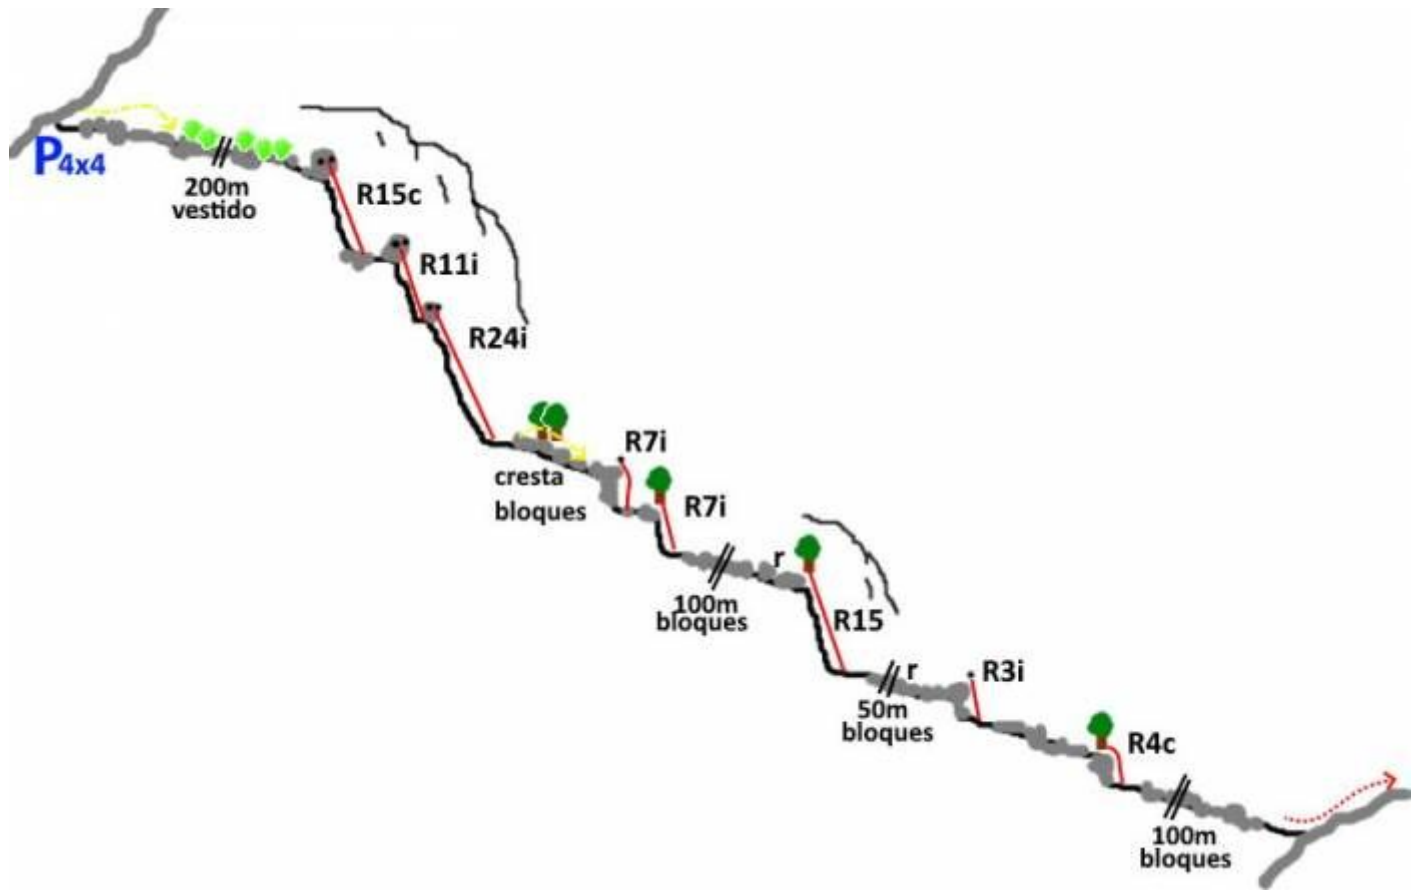 P4x4
200m
vestido
R15c
R11i
R24i
cresta
bloques
R7i
R7i
100m
bloques
r
R15
50m
bloques
r
R3i
R4c
100m
bloques